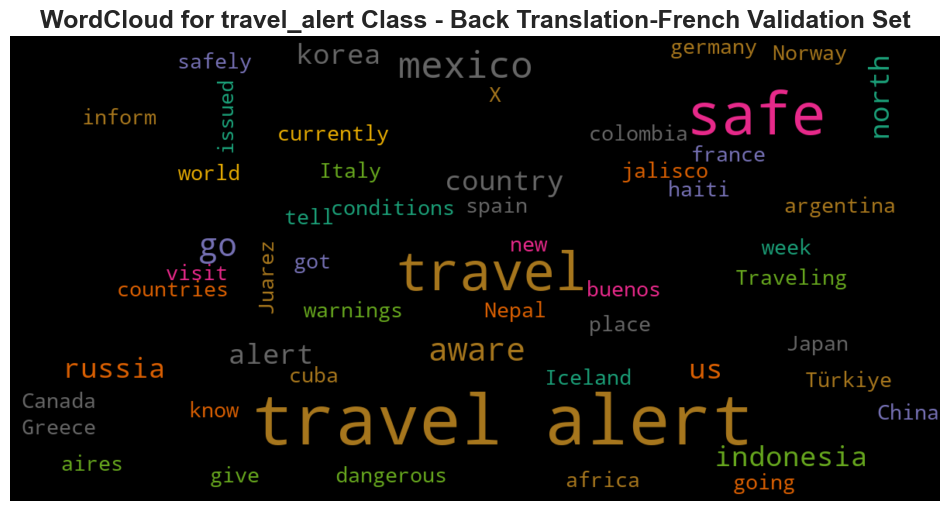 WordCloud for travel_alert Class - Back Translation-French Validation Set
safely
korea
mexico
germany
Norway
inform
issued
X
safe
north
currently
colombia
france
world
Italy
country
jalisco
haiti
tell
conditions
spain
argentina
go
got
new
week
visit
countries
Juarez
travel
buenos
Traveling
warnings
Nepal
place
alert
aware
Japan
russia
cuba
Iceland
us
Türkiye
Canada
know
travel alert
China
Greece
aires
give
dangerous
africa
indonesia
going